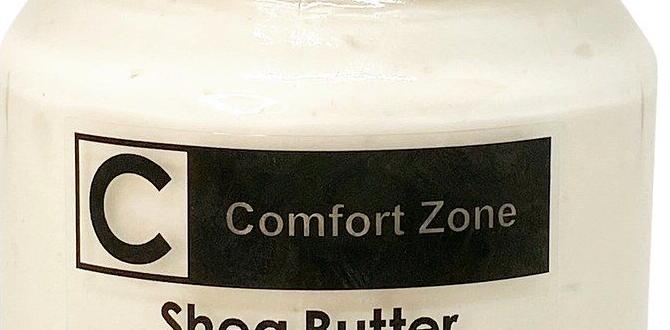 C
Comfort Zone
Shea Butter